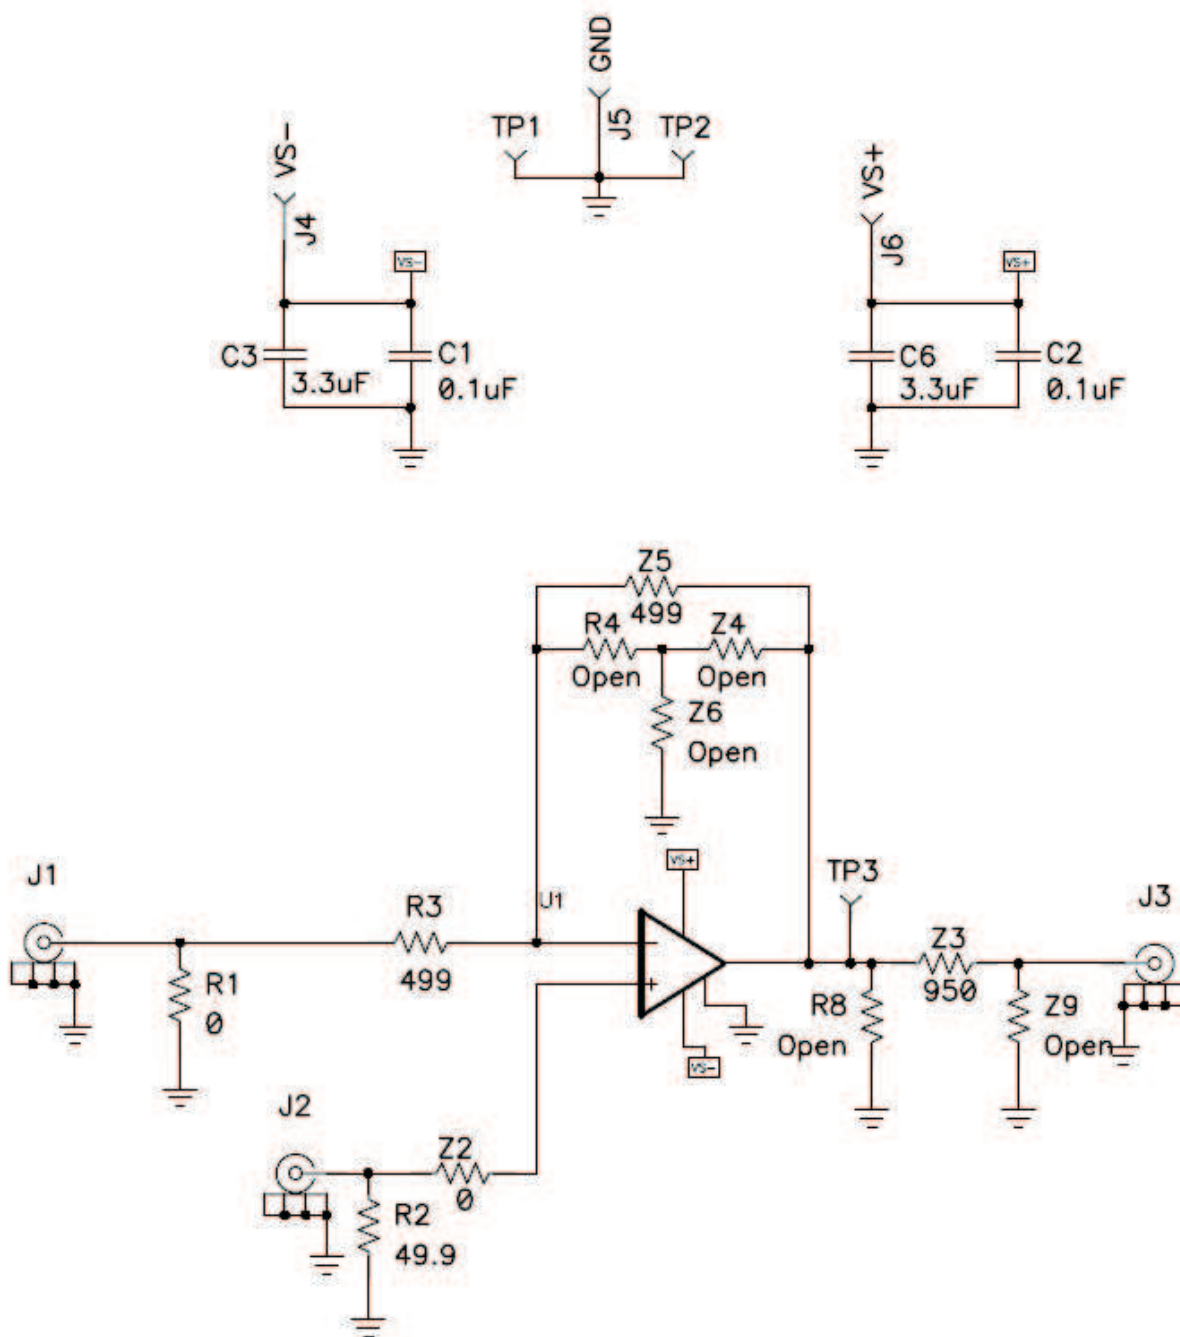 GND
J5
TP1
TP2
VS-
J4
VS-
C3
3.3uF
C1
0.1uF
VS+
J6
VS+
C6
3.3uF
C2
0.1uF
Z5
499
R4
Open
Z4
Open
Z6
Open
J1
R1
0
R3
499
U1
VS+
-
+
VS-
TP3
R8
Open
Z3
950
Z9
Open
J3
J2
Z2
0
R2
49.9